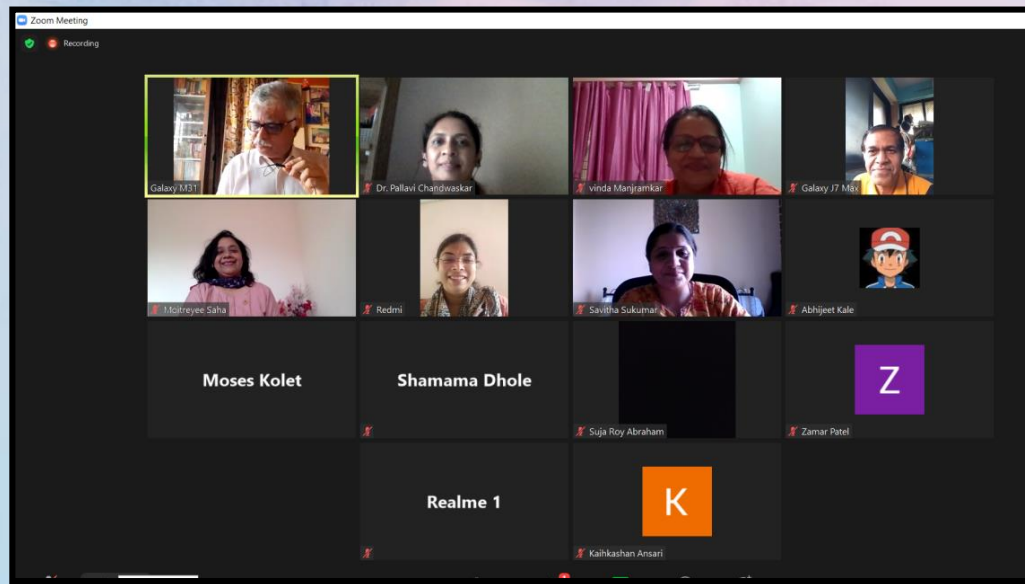 Zoom Meeting
Recording
Galaxy M31
Dr. Pallavi Chandwaskar
vinda Manjramkar
Galaxy J7 Max
Moitreyee Saha
Redmi
Savitha Sukumar
Abhijeet Kale
Moses Kolet
Shamama Dhole
Suja Roy Abraham
Z
Zamar Patel
Realme 1
K
Kaihkashan Ansari